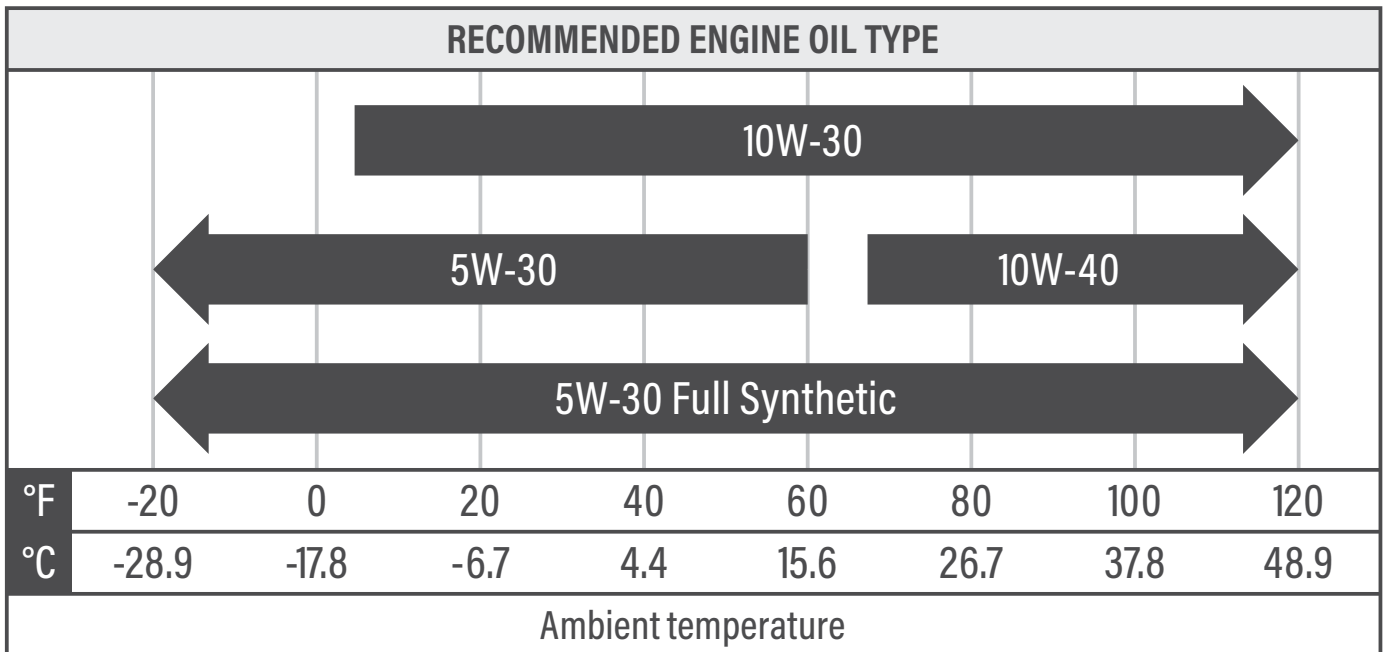 RECOMMENDED ENGINE OIL TYPE
10W-30
5W-30 10W-40
5W-30 Full Synthetic
°F -20 0 20 40 60 80 100 120
°C -28.9 -17.8 -6.7 4.4 15.6 26.7 37.8 48.9
Ambient temperature